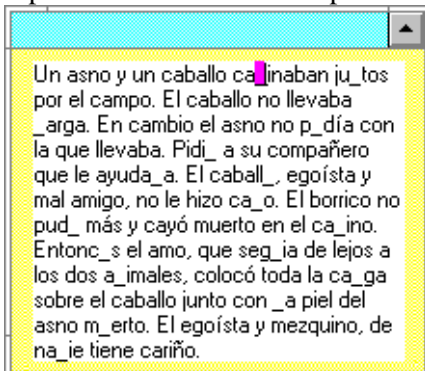 Un asno y un caballo ca_inaban ju_tos
por el campo. El caballo no llevaba
_arga. En cambio el asno no p_día con
la que llevaba. Pidi_ a su compañero
que le ayuda_a. El caball_, egoísta y
mal amigo, no le hizo ca_o. El borrico no
pud_ más y cayó muerto en el ca_ino.
Entonc_s el amo, que seg_ia de lejos a
los dos a_imales, colocó toda la ca_ga
sobre el caballo junto con _a piel del
asno m_erto. El egoísta y mezquino, de
na_ie tiene cariño.